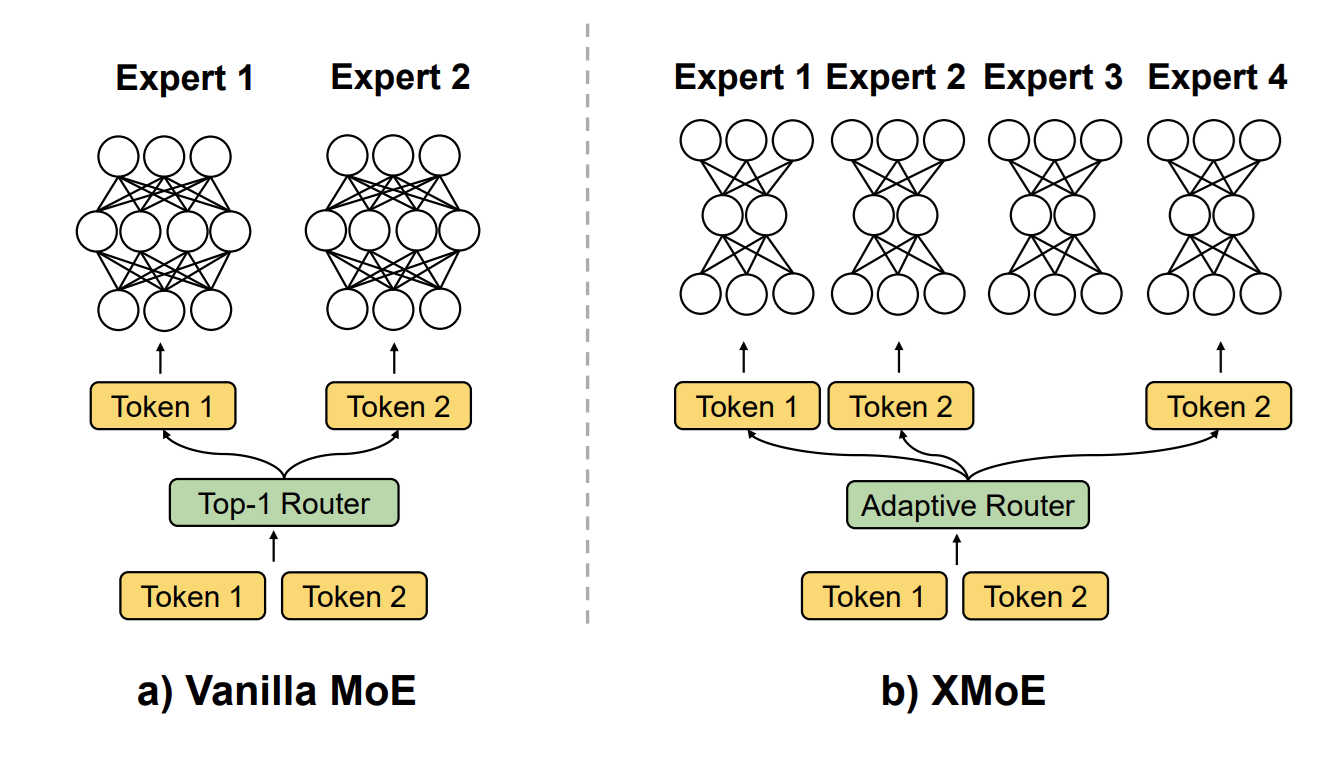 Expert 1 Expert 2
Token 1 Token 2
Top-1 Router
Token 1 Token 2
a) Vanilla MoE
Expert 1 Expert 2 Expert 3 Expert 4
Token 1 Token 2 Token 2
Adaptive Router
Token 1 Token 2
b) XMoE